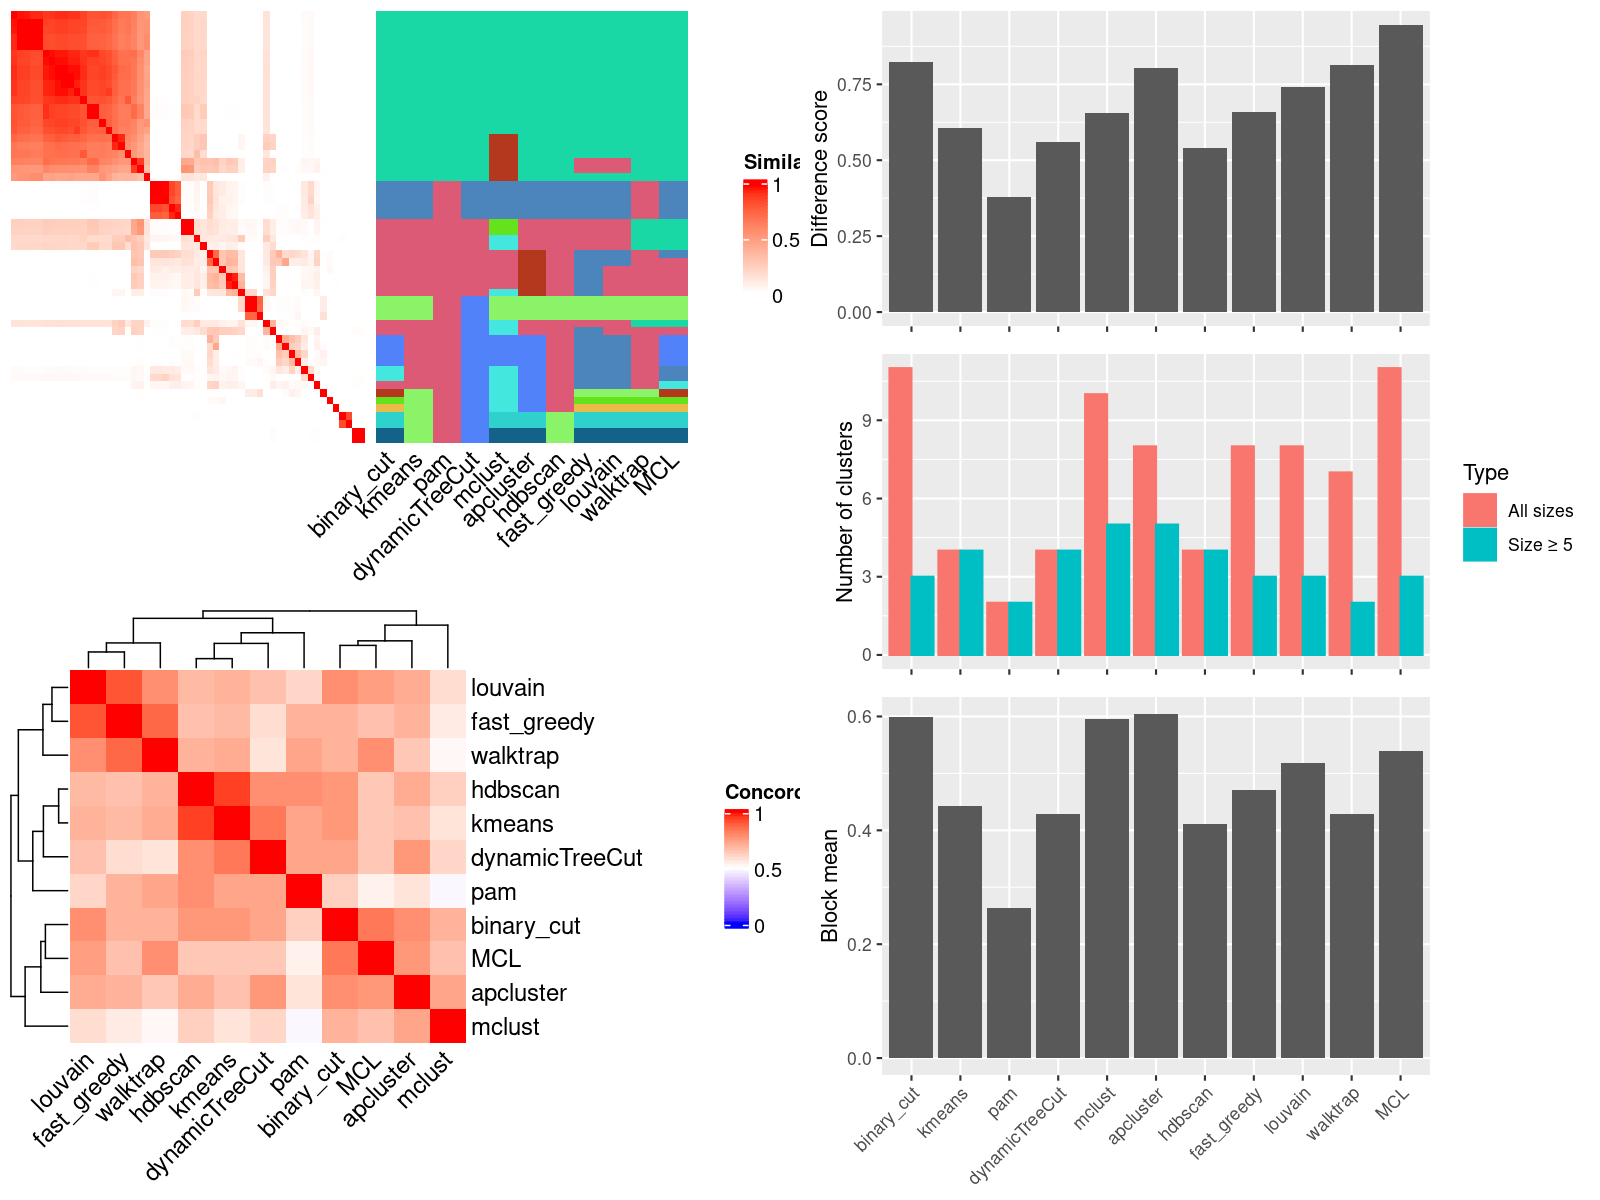 Simila
1
0.5
0
binary_cut
kmeans
pam
dynamicTreeCut
mclust
apcluster
hdbscan
fast_greedy
louvain
walktrap
MCL
Difference score
0.75
0.50
0.25
0.00
Number of clusters
9
6
3
0
Type
All sizes
Size ≥ 5
louvain
fast_greedy
walktrap
hdbscan
kmeans
dynamicTreeCut
pam
binary_cut
MCL
apcluster
mclust
louvain
fast_greedy
walktrap
hdbscan
kmeans
dynamicTreeCut
pam
binary_cut
MCL
apcluster
mclust
Concord
1
0.5
0
Block mean
0.6
0.4
0.2
0.0
binary_cut
kmeans
pam
dynamicTreeCut
mclust
apcluster
hdbscan
fast_greedy
louvain
walktrap
MCL